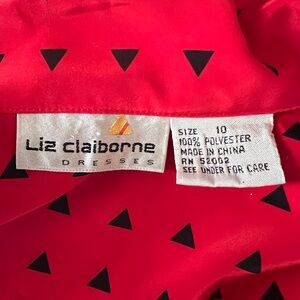 Liz claiborne
DRESSES
SIZE 10
100% POLYESTER
MADE IN CHINA
RN 52002
SEE UNDER FOR CARE